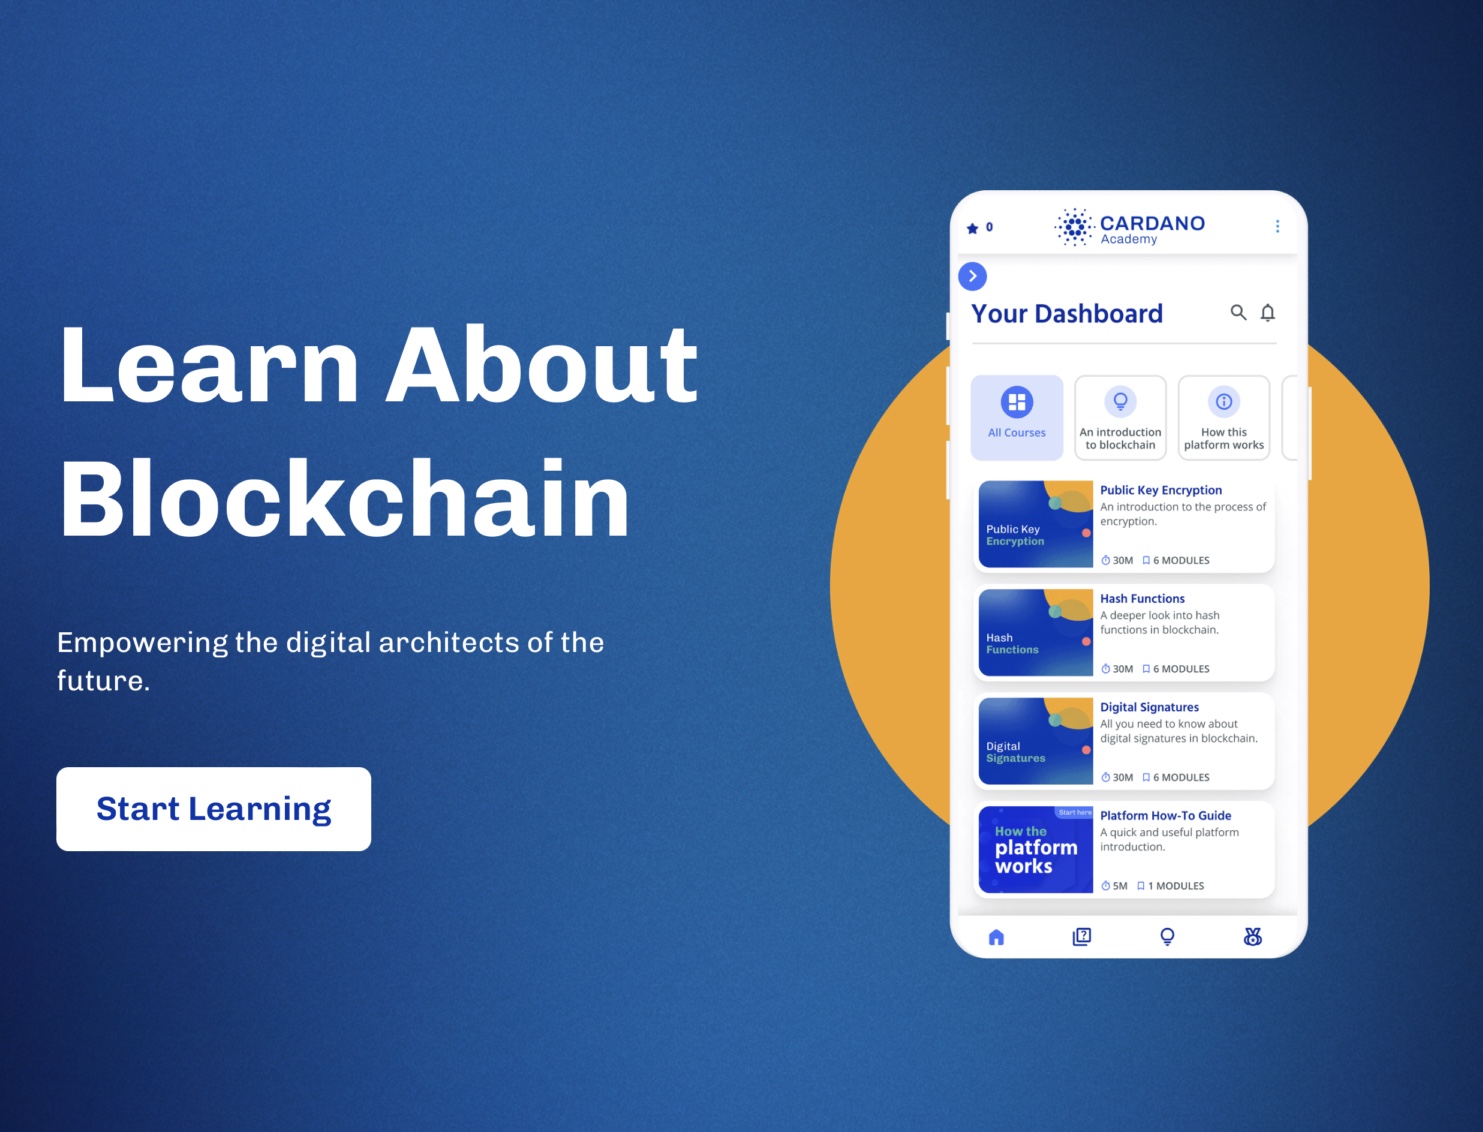 Learn About
Blockchain
Empowering the digital architects of the
future.
Start Learning
0
CARDANO
Academy
Your Dashboard
All Courses
An introduction
to blockchain
How this
platform works
Public Key
Encryption
Public Key Encryption
An introduction to the process of
encryption.
30M 6 MODULES
Hash
Functions
Hash Functions
A deeper look into hash
functions in blockchain.
30M 6 MODULES
Digital
Signatures
Digital Signatures
All you need to know about
digital signatures in blockchain.
30M 6 MODULES
Start here
How the
platform
works
Platform How-To Guide
A quick and useful platform
introduction.
5M 1 MODULES